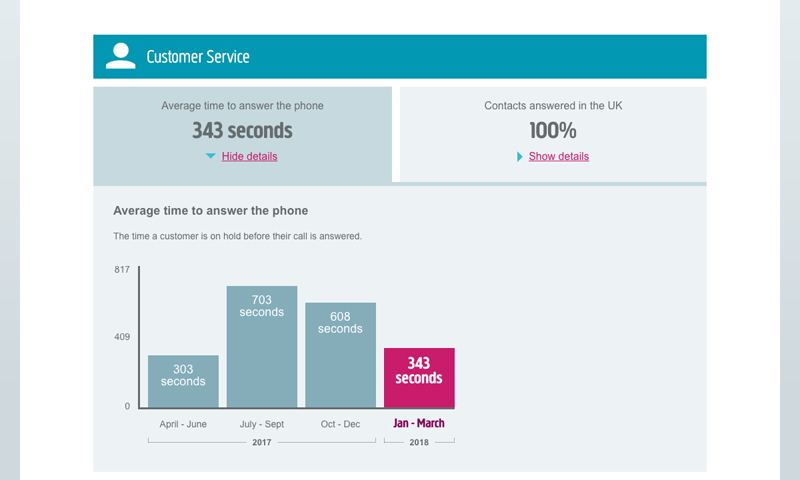 Customer Service
Average time to answer the phone
343 seconds
Hide details
Contacts answered in the UK
100%
Show details
Average time to answer the phone
The time a customer is on hold before their call is answered.
817
409
0
303
seconds
703
seconds
608
seconds
343
seconds
April - June
July - Sept
Oct - Dec
Jan - March
2017
2018